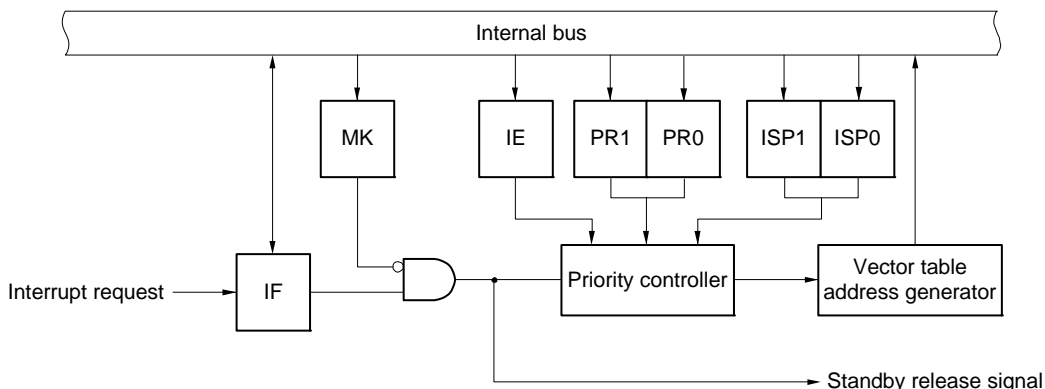 Internal bus
MK
IE
PR1
PR0
ISP1
ISP0
Interrupt request
IF
Priority controller
Vector table
address generator
Standby release signal